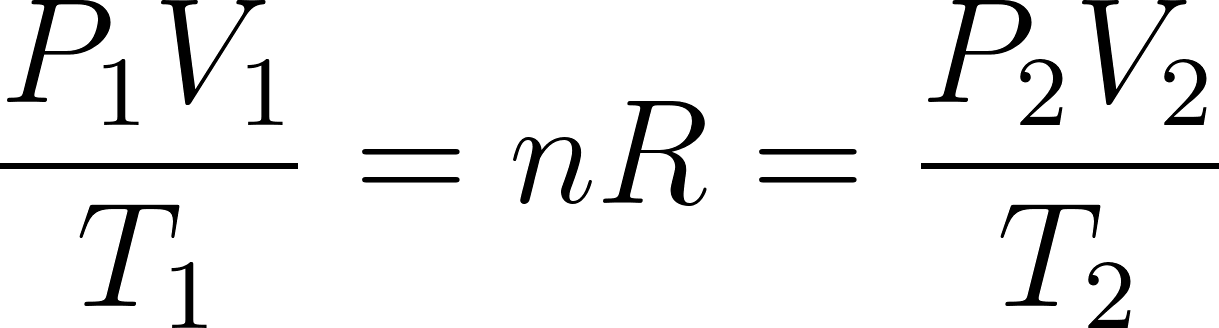 P₁V₁/T₁ = nR = P₂V₂/T₂